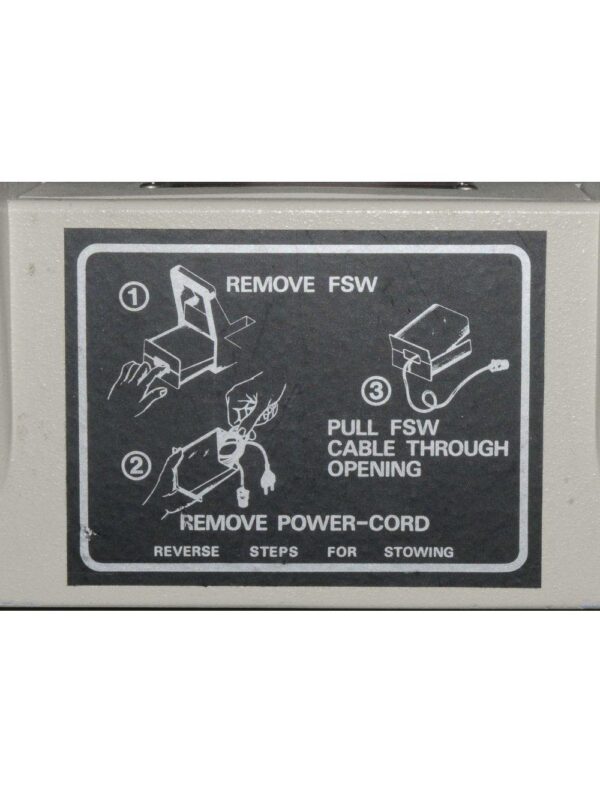 1
REMOVE FSW
3
PULL FSW
CABLE THROUGH
OPENING
2
REMOVE POWER-CORD
REVERSE STEPS FOR STOWING